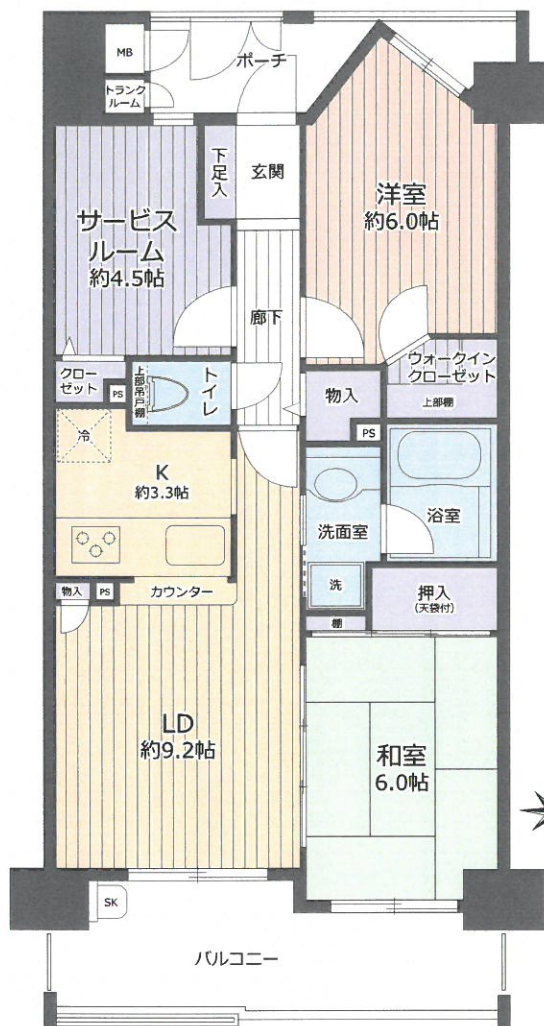 MB
ポーチ
トランク
ルーム
下足入
玄関
洋室
約6.0帖
サービス
ルーム
約4.5帖
廊下
クロー
ゼット
PS
上部吊戸棚
トイレ
物入
ウォークイン
クローゼット
上部棚
PS
冷
K
約3.3帖
洗面室
浴室
洗
物入
PS
カウンター
押入
(天袋付)
棚
LD
約9.2帖
和室
6.0帖
SK
バルコニー